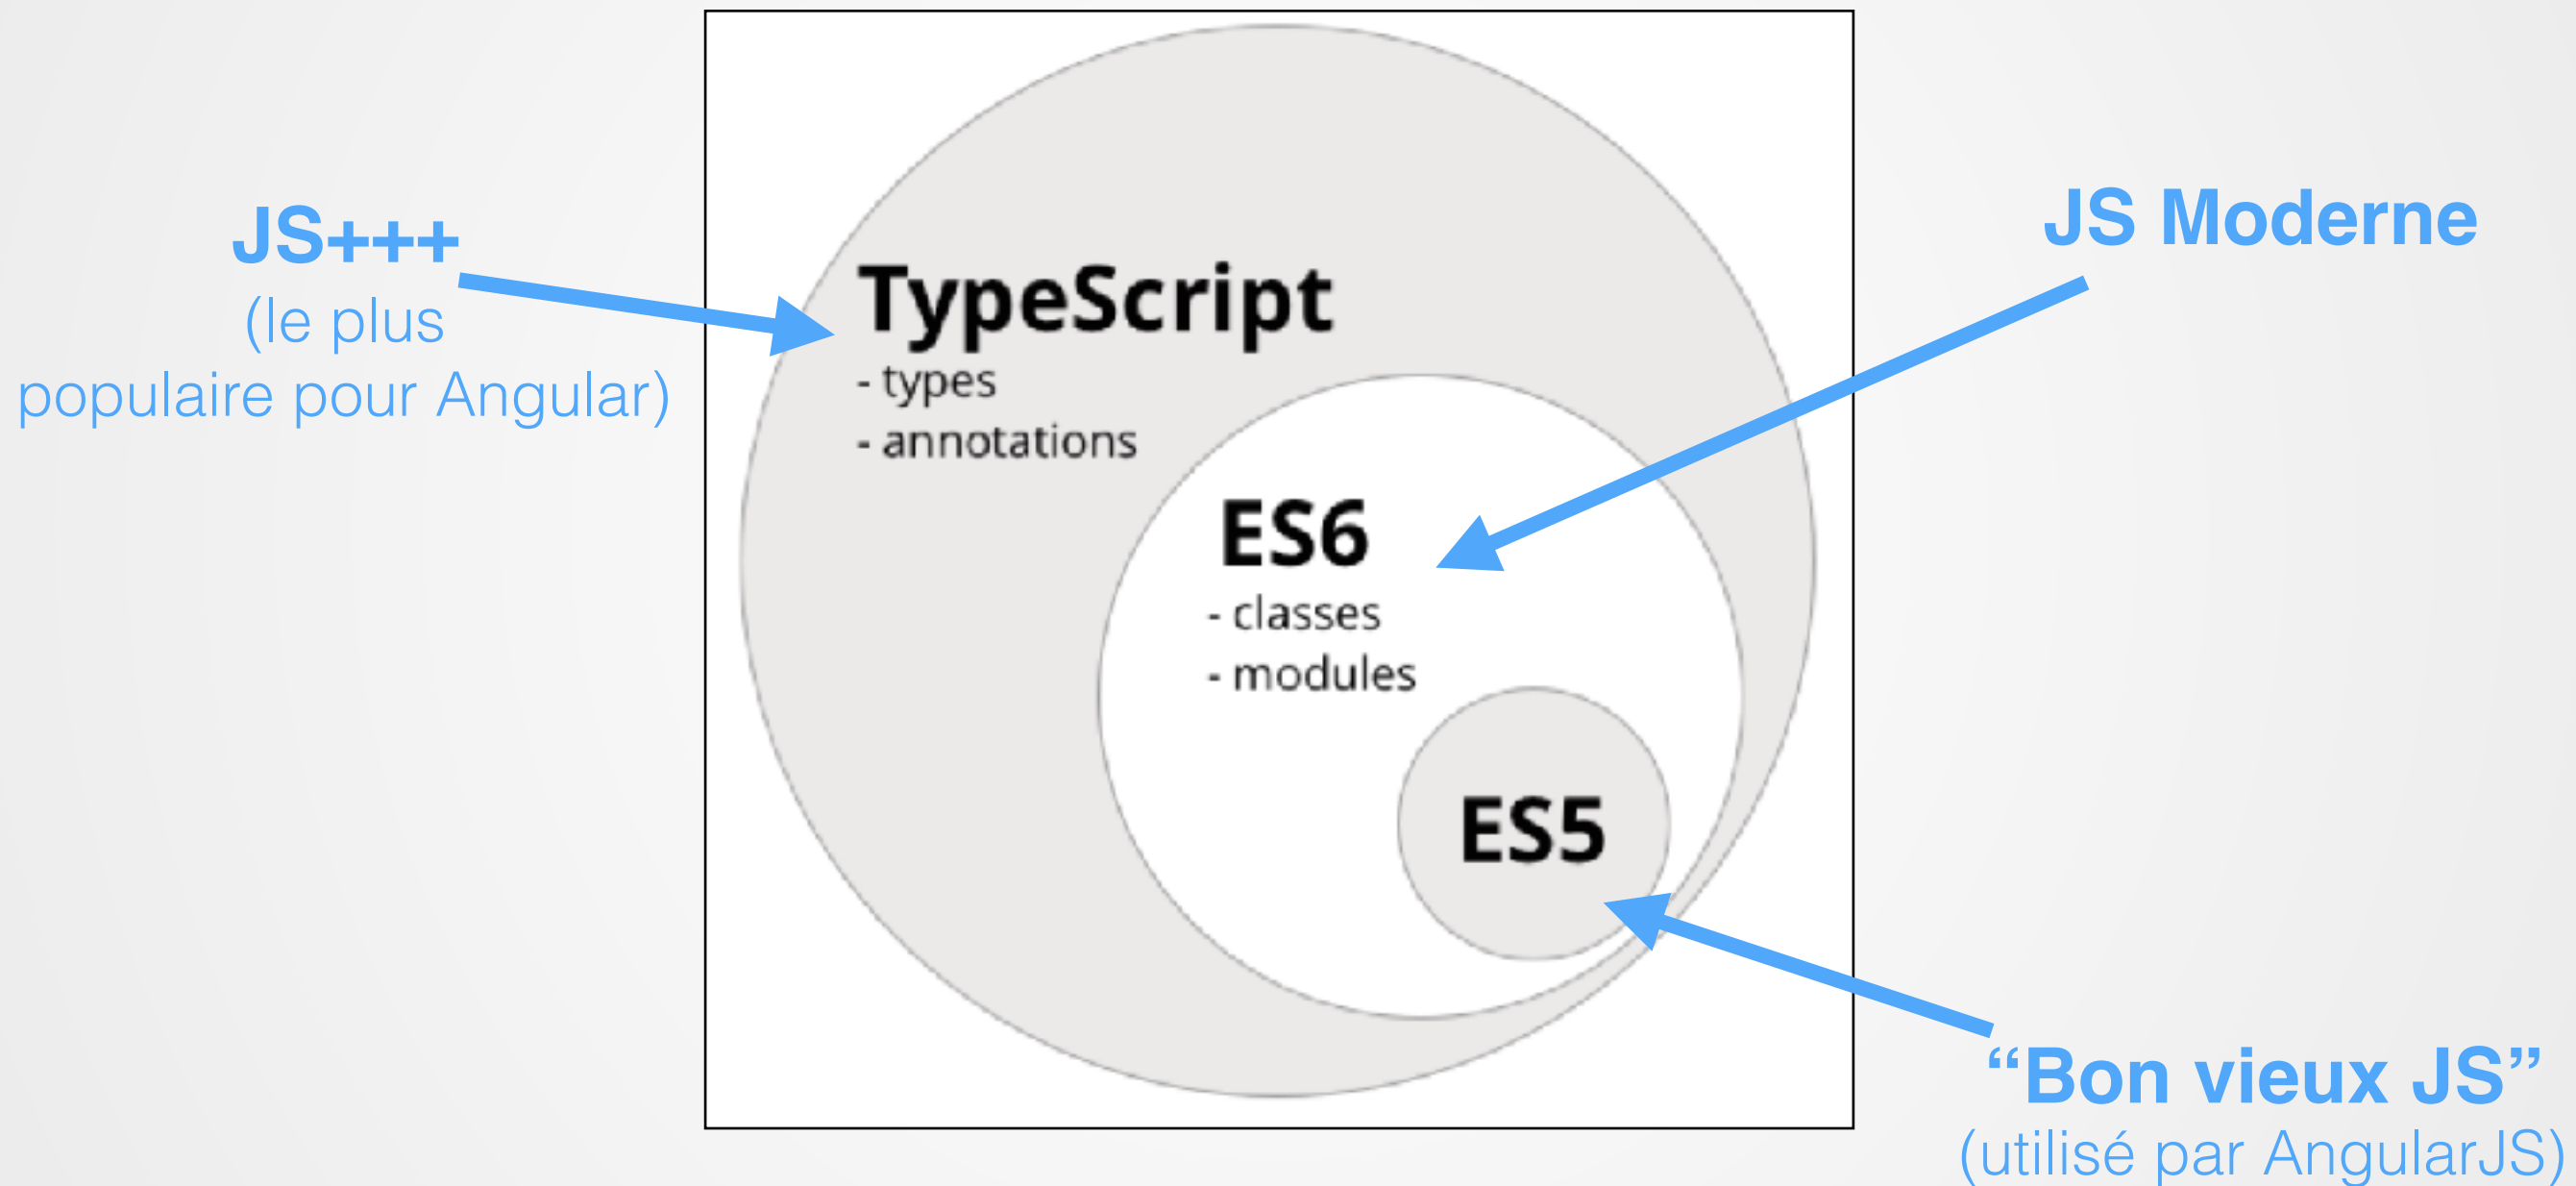 JS+++
(le plus
populaire pour Angular)
TypeScript
- types
- annotations
JS Moderne
ES6
- classes
- modules
ES5
“Bon vieux JS”
(utilisé par AngularJS)